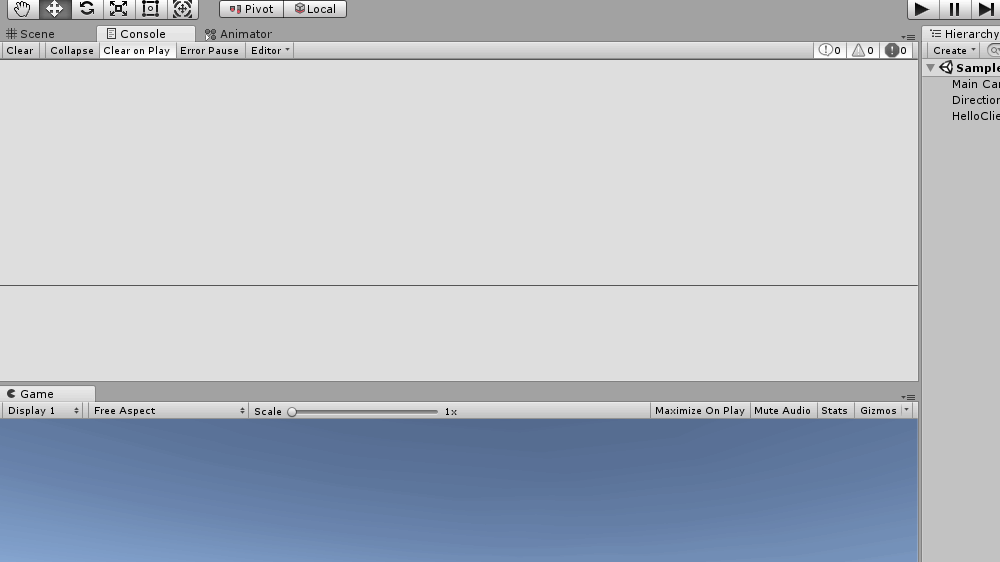 Pivot Local
Scene Console Animator
Hierarchy
Clear Collapse Clear on Play Error Pause Editor 0 0 0
Create
Sample
Main Ca
Direction
HelloClie
Game
Display 1 Free Aspect Scale 1x Maximize On Play Mute Audio Stats Gizmos